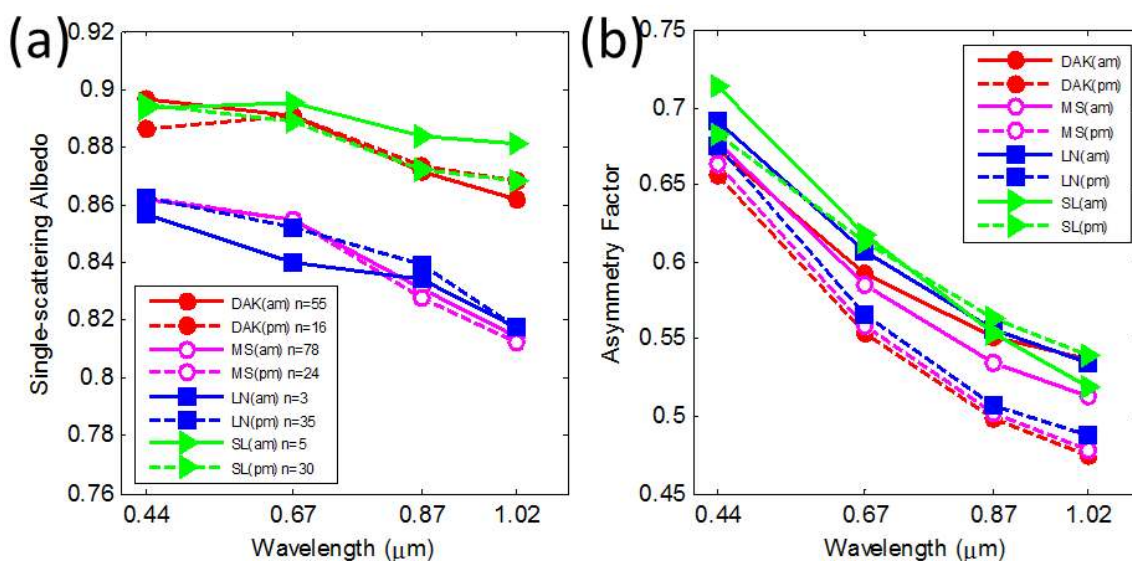 (a)
0.92
0.9
0.88
0.86
0.84
0.82
0.8
0.78
0.76
Single-scattering Albedo
DAK(am) n=55
DAK(pm) n=16
MS(am) n=78
MS(pm) n=24
LN(am) n=3
LN(pm) n=35
SL(am) n=5
SL(pm) n=30
0.44 0.67 0.87 1.02
Wavelength (μm)
(b)
0.75
0.7
0.65
0.6
0.55
0.5
0.45
Asymmetry Factor
DAK(am)
DAK(pm)
MS(am)
MS(pm)
LN(am)
LN(pm)
SL(am)
SL(pm)
0.44 0.67 0.87 1.02
Wavelength (μm)